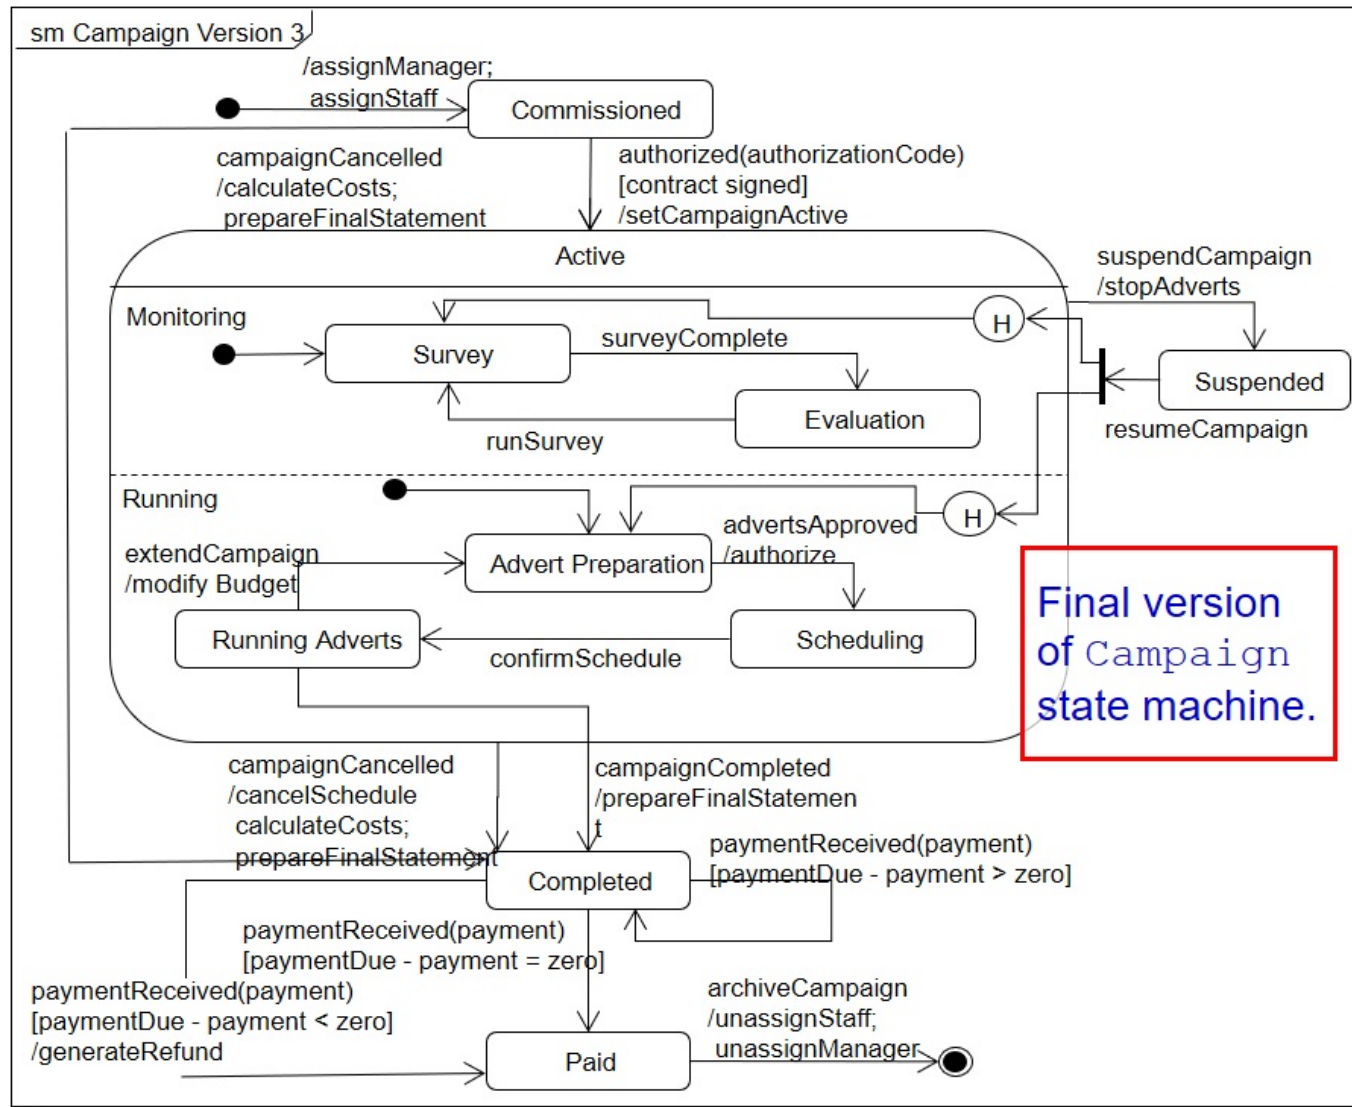 sm Campaign Version 3
/assignManager;
assignStaff
Commissioned
campaignCancelled
/calculateCosts;
prepareFinalStatement
authorized(authorizationCode)
[contract signed]
/setCampaignActive
Active
suspendCampaign
/stopAdverts
Monitoring
H
Survey
surveyComplete
Suspended
Evaluation
runSurvey
resumeCampaign
Running
H
advertsApproved
/authorize
extendCampaign
/modify Budget
Advert Preparation
Running Adverts
Scheduling
confirmSchedule
Final version
of Campaign
state machine.
campaignCancelled
/cancelSchedule
calculateCosts;
prepareFinalStatement
campaignCompleted
/prepareFinalStatemen
t
paymentReceived(payment)
[paymentDue - payment > zero]
Completed
paymentReceived(payment)
[paymentDue - payment = zero]
paymentReceived(payment)
[paymentDue - payment < zero]
/generateRefund
archiveCampaign
/unassignStaff;
unassignManager
Paid